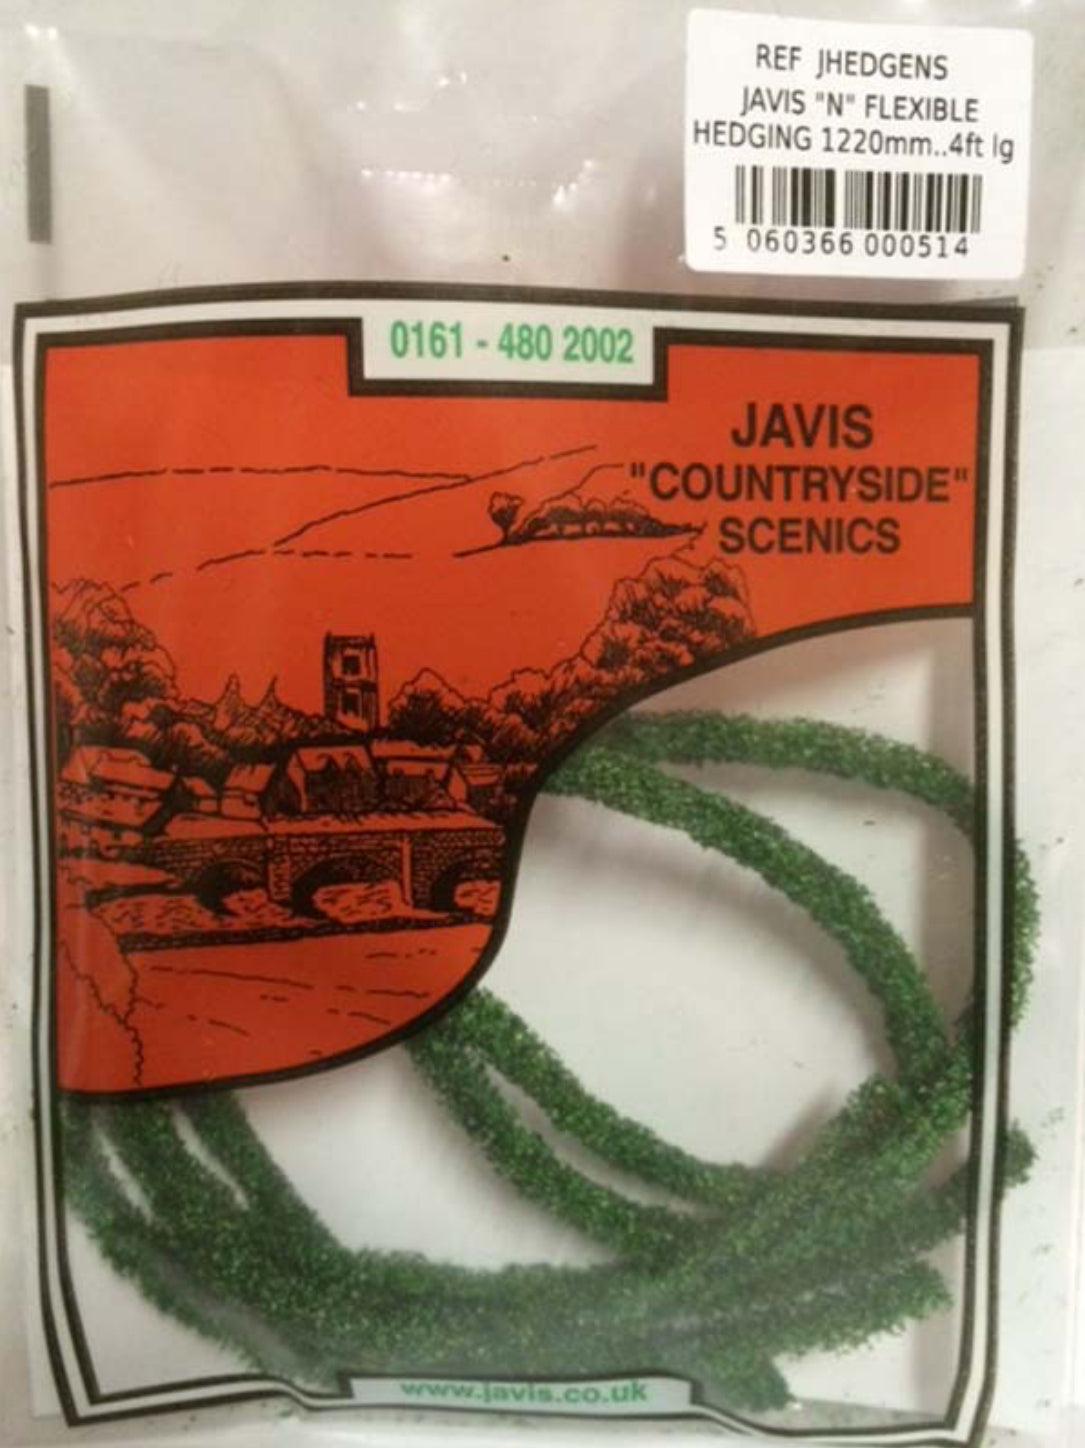 REF JHEDGENS
JAVIS "N" FLEXIBLE
HEDGING 1220mm..4ft lg
5 060366 000514
0161 - 480 2002
JAVIS
"COUNTRYSIDE"
SCENICS
www.javis.co.uk